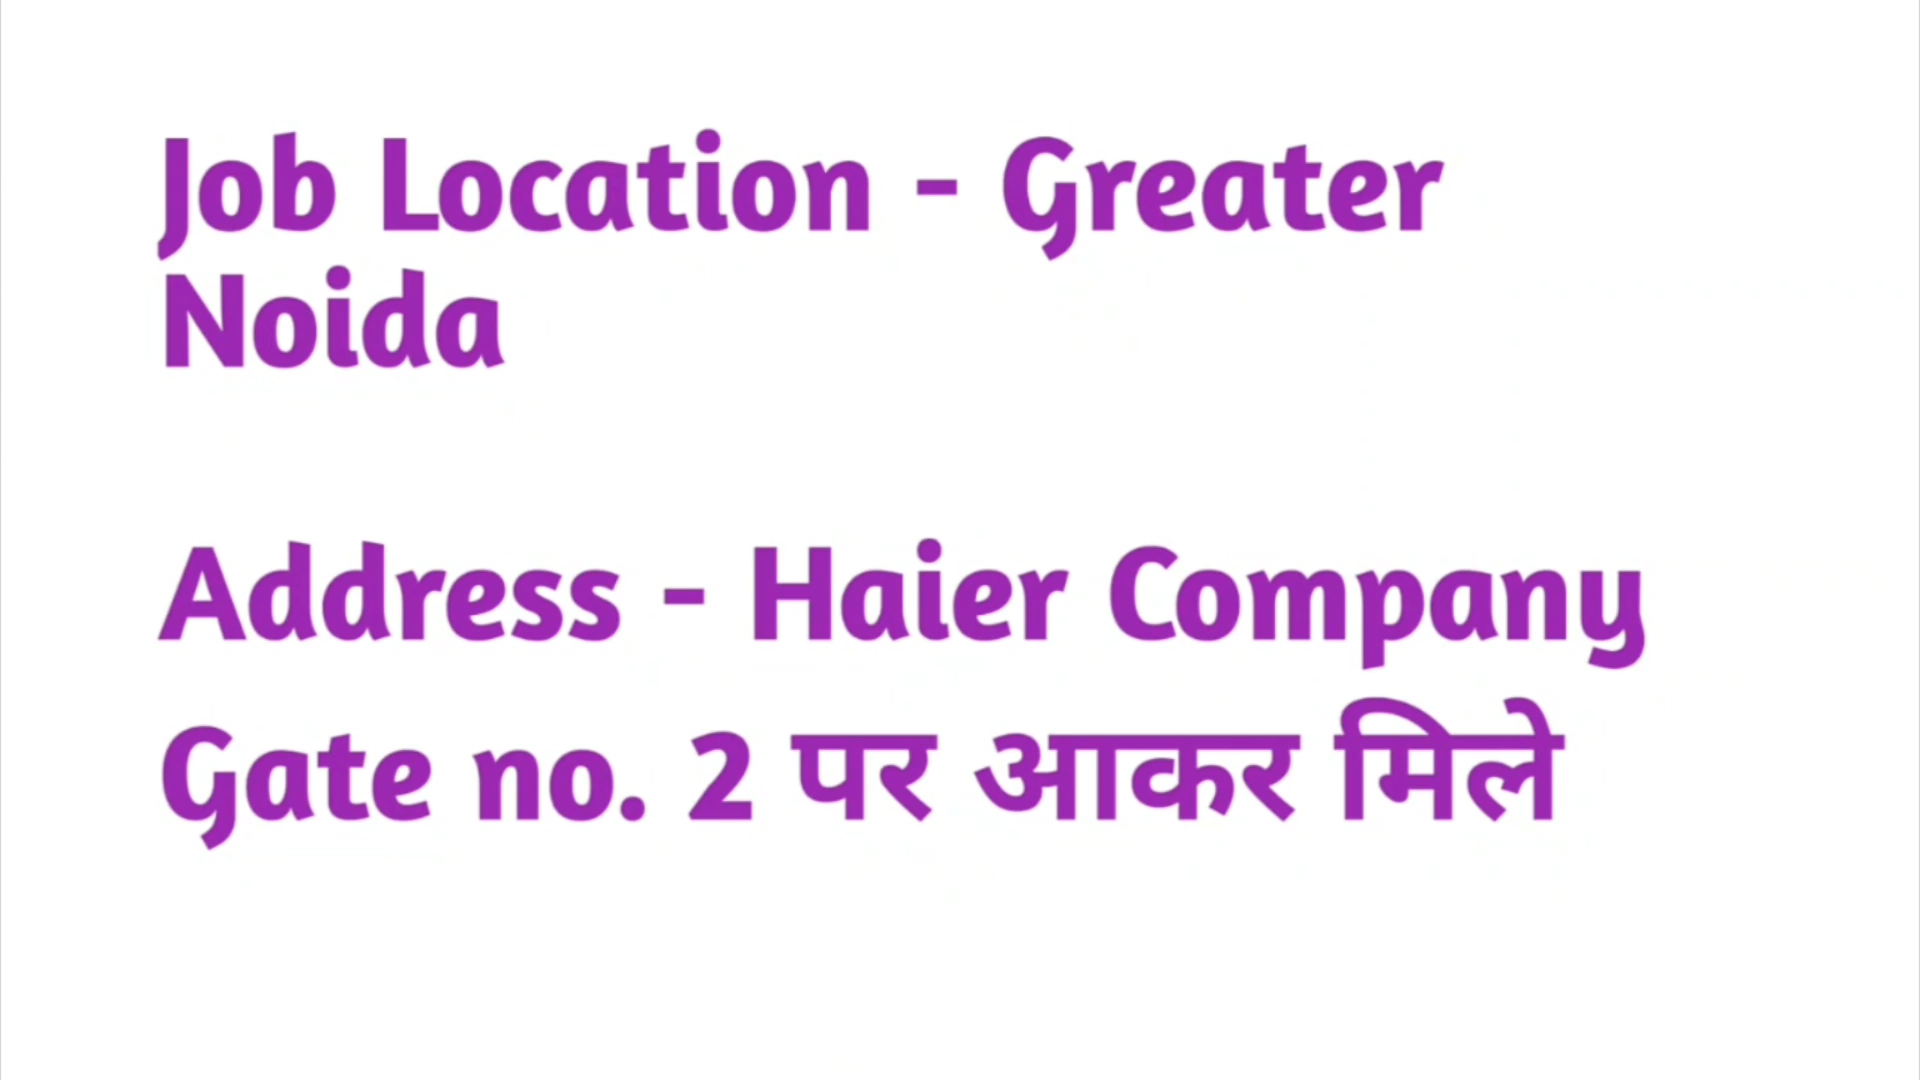 Job Location - Greater
Noida
Address - Haier Company
Gate no. 2 पर आकर मिले